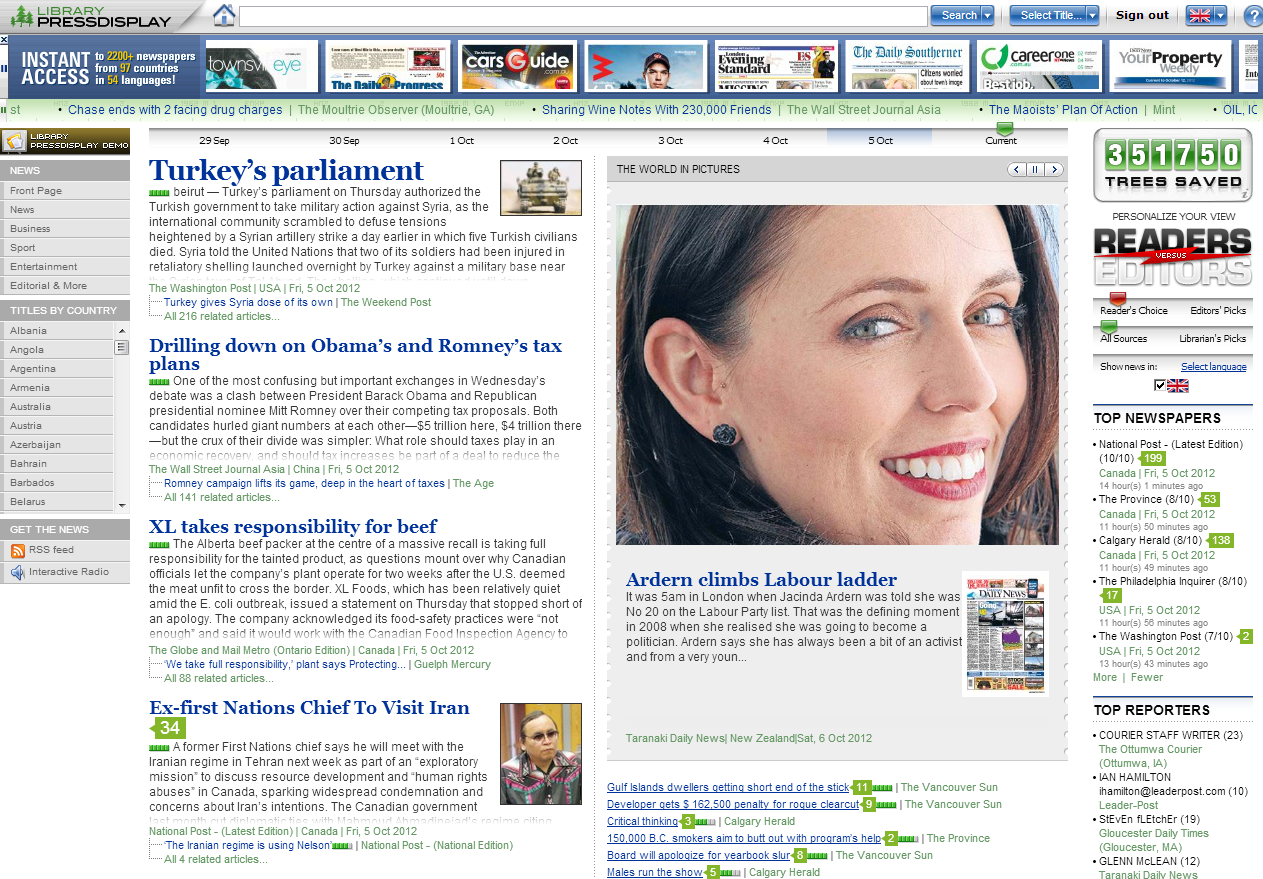 LIBRARY
PRESSDISPLAY
Search
Select Title...
Sign out
?
INSTANT
ACCESS
to 2200+ newspapers
from 97 countries
in 54 languages!
townsville eye
The Daily Progress
carsGuide
.com.au
London
Evening
Standard
The Daily Southerner
Citizens worried
careerone
.com.au
Best job.
YourProperty
Weekly
st
• Chase ends with 2 facing drug charges | The Moultrie Observer (Moultrie, GA)
• Sharing Wine Notes With 230,000 Friends | The Wall Street Journal Asia
• The Maoists' Plan Of Action | Mint
• OIL, IC
LIBRARY
PRESSDISPLAY DEMO
NEWS
Front Page
News
Business
Sport
Entertainment
Editorial & More
TITLES BY COUNTRY
Albania
Angola
Argentina
Armenia
Australia
Austria
Azerbaijan
Bahrain
Barbados
Belarus
GET THE NEWS
RSS feed
Interactive Radio
29 Sep 30 Sep 1 Oct 2 Oct 3 Oct 4 Oct 5 Oct Current
Turkey's parliament
beirut — Turkey's parliament on Thursday authorized the
Turkish government to take military action against Syria, as the
international community scrambled to defuse tensions
heightened by a Syrian artillery strike a day earlier in which five Turkish civilians
died. Syria told the United Nations that two of its soldiers had been injured in
retaliatory shelling launched overnight by Turkey against a military base near
The Washington Post | USA | Fri, 5 Oct 2012
Turkey gives Syria dose of its own | The Weekend Post
All 216 related articles...
Drilling down on Obama's and Romney's tax
plans
One of the most confusing but important exchanges in Wednesday's
debate was a clash between President Barack Obama and Republican
presidential nominee Mitt Romney over their competing tax proposals. Both
candidates hurled giant numbers at each other—$5 trillion here, $4 trillion there
—but the crux of their divide was simpler: What role should taxes play in an
economic recovery, and should tax increases be part of a deal to reduce the
The Wall Street Journal Asia | China | Fri, 5 Oct 2012
Romney campaign lifts its game, deep in the heart of taxes | The Age
All 141 related articles...
XL takes responsibility for beef
The Alberta beef packer at the centre of a massive recall is taking full
responsibility for the tainted product, as questions mount over why Canadian
officials let the company's plant operate for two weeks after the U.S. deemed
the meat unfit to cross the border. XL Foods, which has been relatively quiet
amid the E. coli outbreak, issued a statement on Thursday that stopped short of
an apology. The company acknowledged its food-safety practices were "not
enough" and said it would work with the Canadian Food Inspection Agency to
The Globe and Mail Metro (Ontario Edition) | Canada | Fri, 5 Oct 2012
'We take full responsibility,' plant says Protecting... | Guelph Mercury
All 88 related articles...
Ex-first Nations Chief To Visit Iran
34
A former First Nations chief says he will meet with the
Iranian regime in Tehran next week as part of an "exploratory
mission" to discuss resource development and "human rights
abuses" in Canada, sparking widespread condemnation and
concerns about Iran's intentions. The Canadian government
last month cut diplomatic ties with Mahmoud Ahmadinejad's regime citing
National Post - (Latest Edition) | Canada | Fri, 5 Oct 2012
'The Iranian regime is using Nelson' | National Post - (National Edition)
All 4 related articles...
THE WORLD IN PICTURES
Ardern climbs Labour ladder
It was 5am in London when Jacinda Ardern was told she was
No 20 on the Labour Party list. That was the defining moment
in 2008 when she realised she was going to become a
politician. Ardern says she has always been a bit of an activist
and from a very youn...
DAILY NEWS
Taranaki Daily News| New Zealand|Sat, 6 Oct 2012
Gulf Islands dwellers getting short end of the stick 11 | The Vancouver Sun
Developer gets $ 162,500 penalty for rogue clearcut 9 | The Vancouver Sun
Critical thinking 3 | Calgary Herald
150,000 B.C. smokers aim to butt out with program's help 2 | The Province
Board will apologize for yearbook slur 8 | The Vancouver Sun
Males run the show 5 | Calgary Herald
351750
TREES SAVED
i
PERSONALIZE YOUR VIEW
READERS
VERSUS
EDITORS
Reader's Choice Editors' Picks
All Sources Librarian's Picks
Show news in: Select language
TOP NEWSPAPERS
• National Post - (Latest Edition)
(10/10) 199
Canada | Fri, 5 Oct 2012
14 hour(s) 1 minutes ago
• The Province (8/10) 53
Canada | Fri, 5 Oct 2012
11 hour(s) 50 minutes ago
• Calgary Herald (8/10) 138
Canada | Fri, 5 Oct 2012
11 hour(s) 49 minutes ago
• The Philadelphia Inquirer (8/10)
17
USA | Fri, 5 Oct 2012
11 hour(s) 56 minutes ago
• The Washington Post (7/10) 2
USA | Fri, 5 Oct 2012
13 hour(s) 43 minutes ago
More | Fewer
TOP REPORTERS
• COURIER STAFF WRITER (23)
The Ottumwa Courier
(Ottumwa, IA)
• IAN HAMILTON
ihamilton@leaderpost.com (10)
Leader-Post
• StEvEn fLEtchEr (19)
Gloucester Daily Times
(Gloucester, MA)
• GLENN McLEAN (12)
Taranaki Daily News